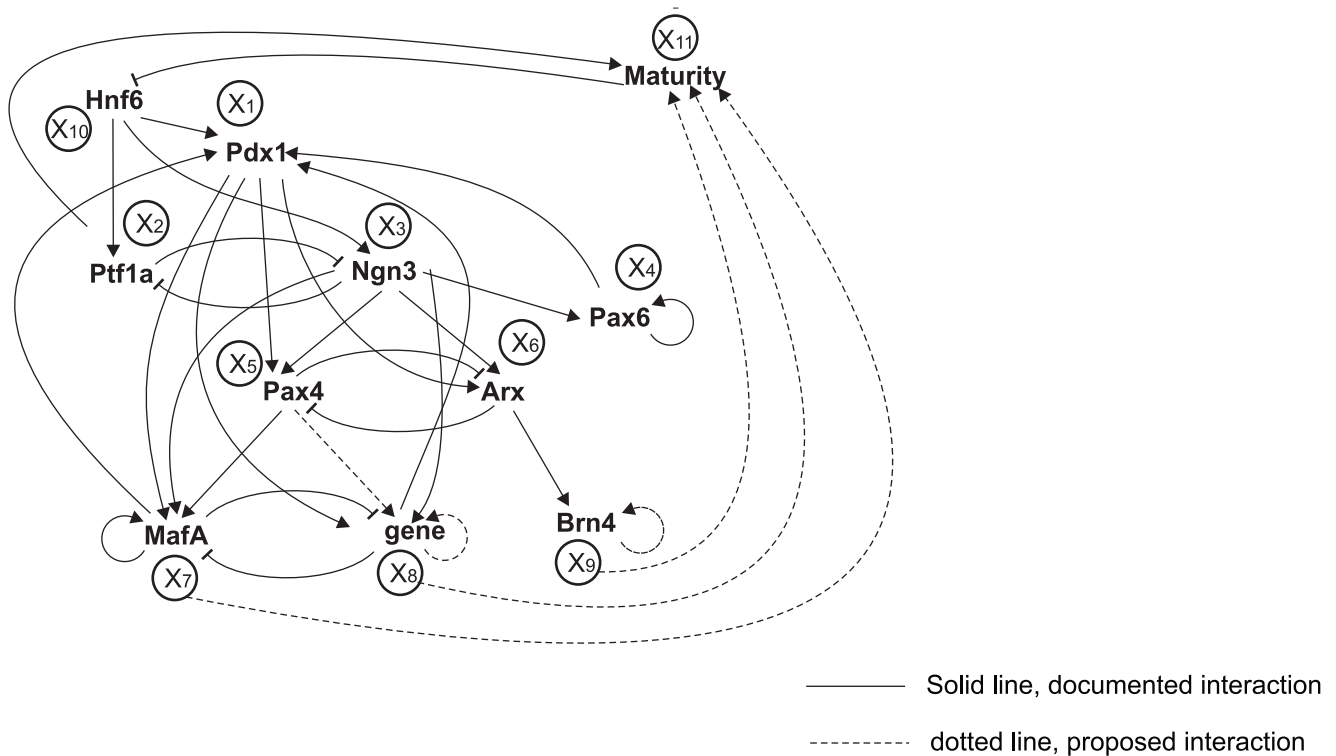 X11
Maturity
Hnf6
X1
X10
Pdx1
X2
X3
Ptf1a
Ngn3
X4
Pax6
X6
X5
Pax4
Arx
MafA
gene
Brn4
X7
X8
X9
Solid line, documented interaction
dotted line, proposed interaction